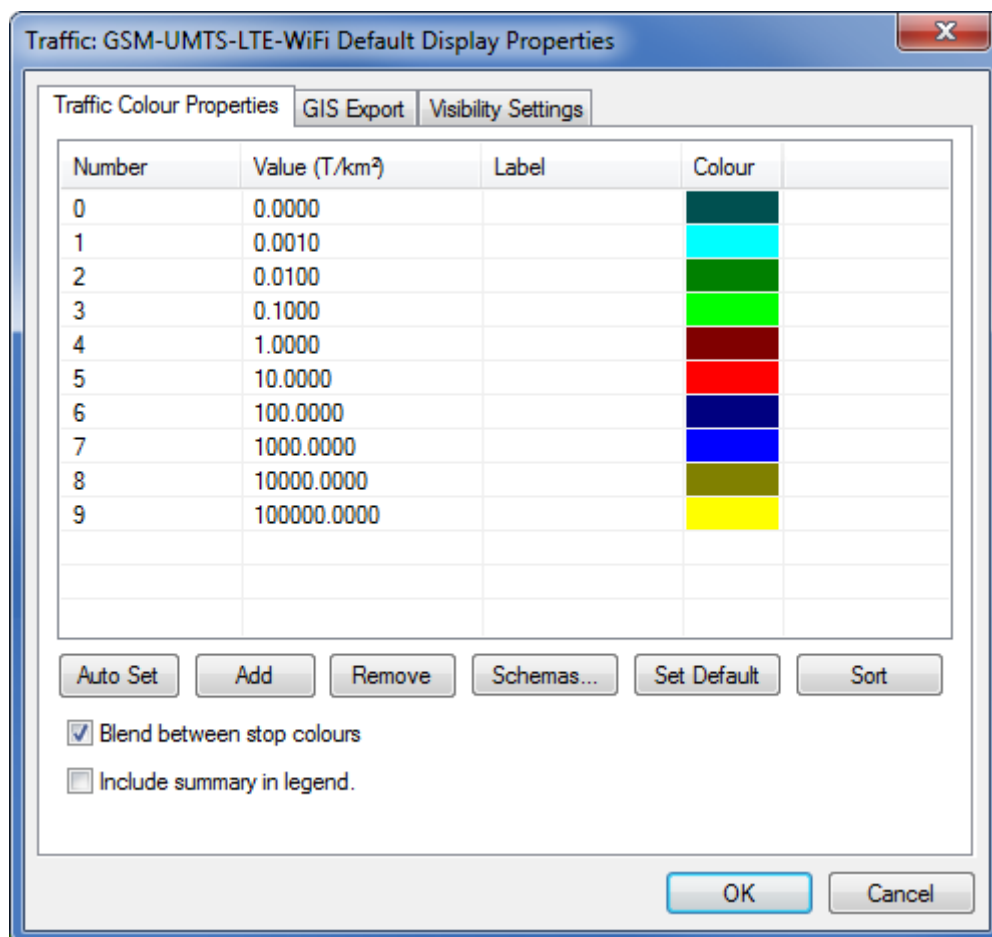 Traffic: GSM-UMTS-LTE-WiFi Default Display Properties
Traffic Colour Properties GIS Export Visibility Settings
Number Value (T/km²) Label Colour
0 0.0000
1 0.0010
2 0.0100
3 0.1000
4 1.0000
5 10.0000
6 100.0000
7 1000.0000
8 10000.0000
9 100000.0000
Auto Set Add Remove Schemas... Set Default Sort
Blend between stop colours
Include summary in legend.
OK Cancel